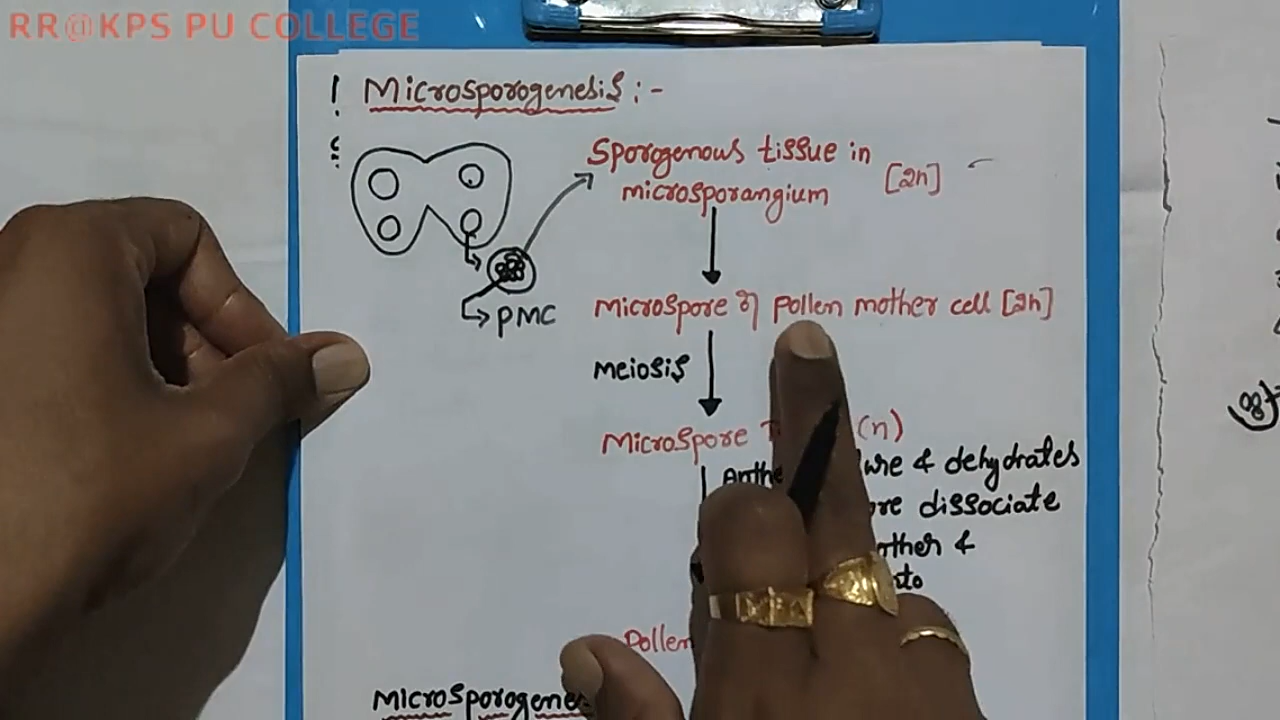 RR@KPS PU COLLEGE
! Microsporogenesis :-
Sporogenous tissue in
microsporangium [2n]
PMC
Microspore or pollen mother cell [2n]
Meiosis
Microspore (n)
& dehydrates
dissociate
&
Pollen